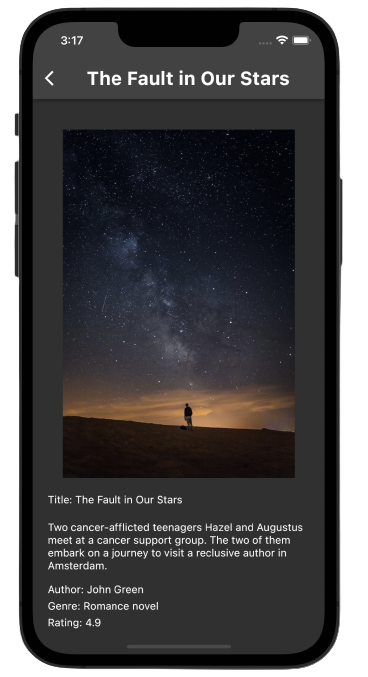 3:17
The Fault in Our Stars
Title: The Fault in Our Stars
Two cancer-afflicted teenagers Hazel and Augustus
meet at a cancer support group. The two of them
embark on a journey to visit a reclusive author in
Amsterdam.
Author: John Green
Genre: Romance novel
Rating: 4.9